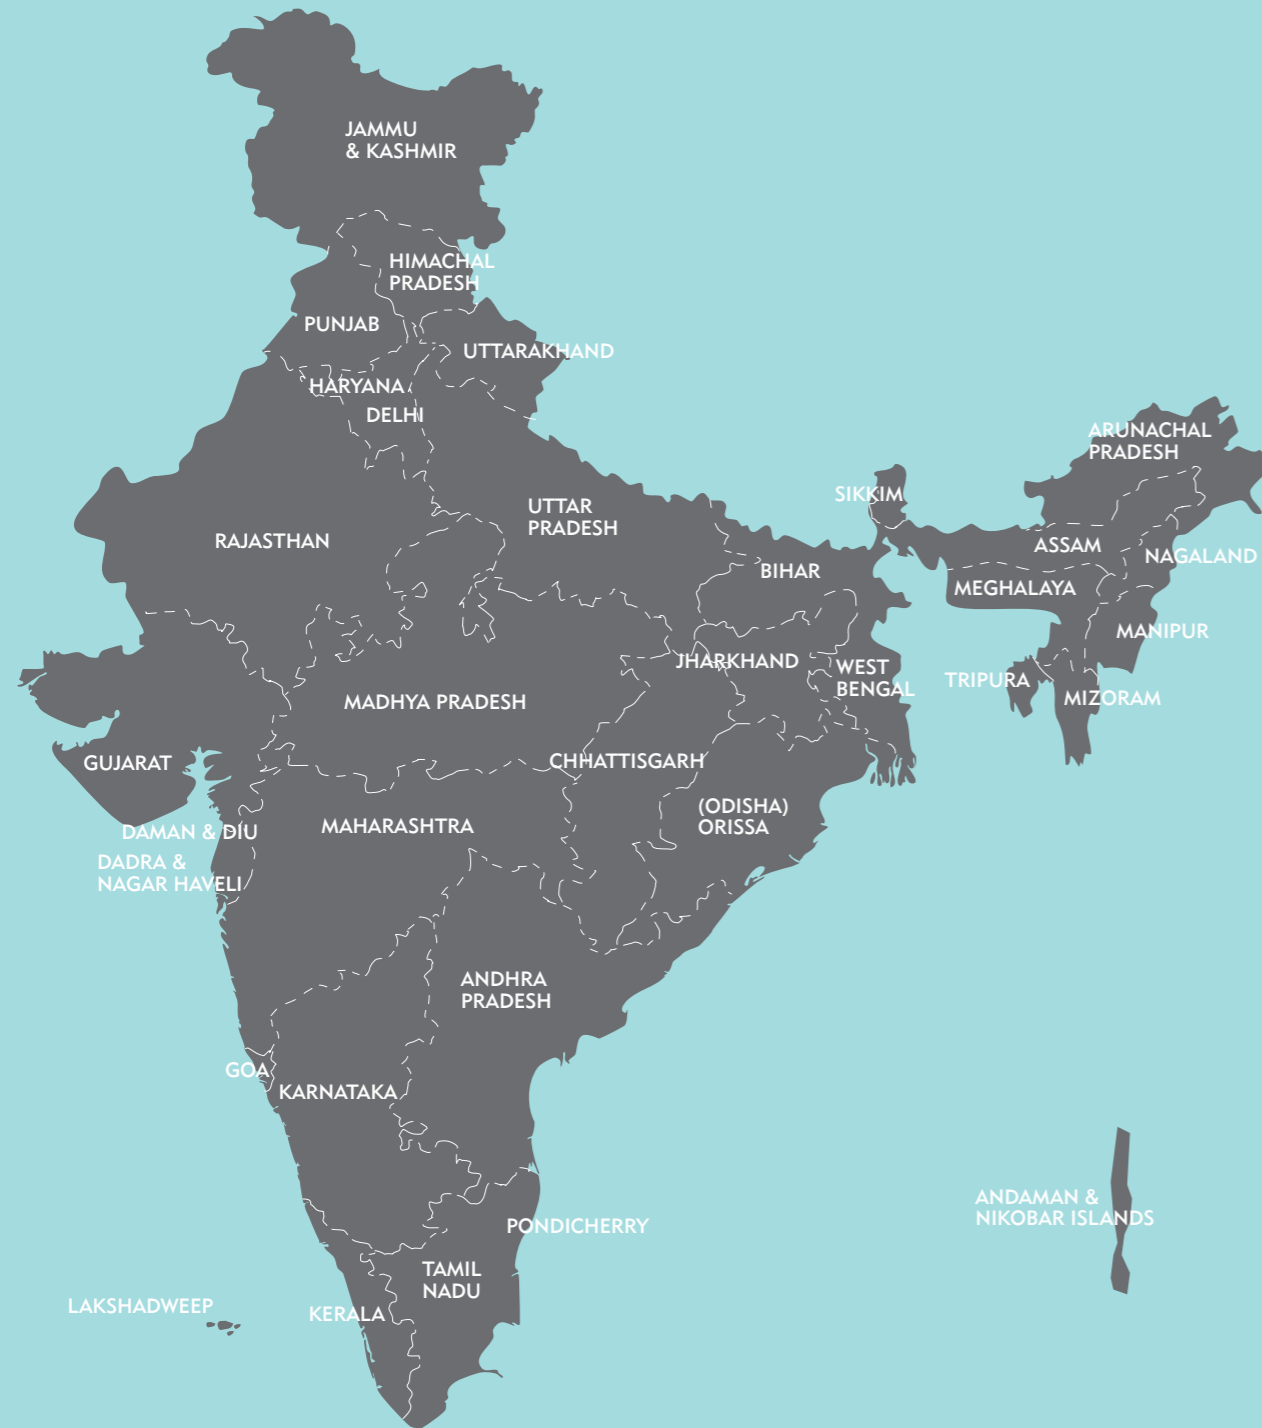 JAMMU
& KASHMIR
HIMACHAL
PRADESH
PUNJAB
UTTARAKHAND
HARYANA
DELHI
ARUNACHAL
PRADESH
SIKKIM
UTTAR
PRADESH
RAJASTHAN
ASSAM
NAGALAND
BIHAR
MEGHALAYA
MANIPUR
JHARKHAND
WEST
BENGAL
TRIPURA
MIZORAM
MADHYA PRADESH
GUJARAT
CHHATTISGARH
(ODISHA)
ORISSA
MAHARASHTRA
DAMAN & DIU
DADRA &
NAGAR HAVELI
ANDHRA
PRADESH
GOA
KARNATAKA
ANDAMAN &
NIKOBAR ISLANDS
PONDICHERRY
TAMIL
NADU
LAKSHADWEEP
KERALA